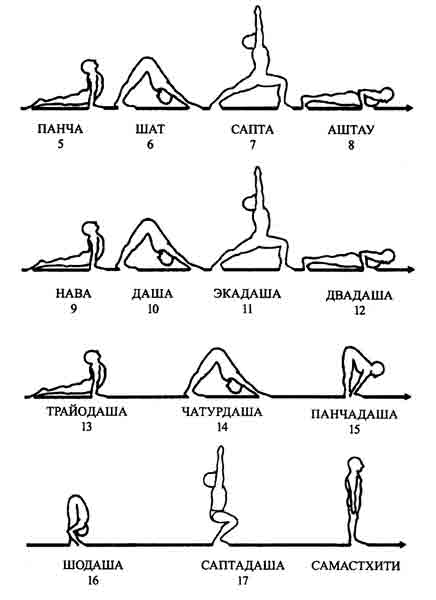 ПАНЧА ШАТ САПТА АШТАУ
5 6 7 8
НАВА ДАША ЭКАДАША ДВАДАША
9 10 11 12
ТРАЙОДАША ЧАТУРДАША ПАНЧАДАША
13 14 15
ШОДАША САПТАДАША САМАСТХИТИ
16 17